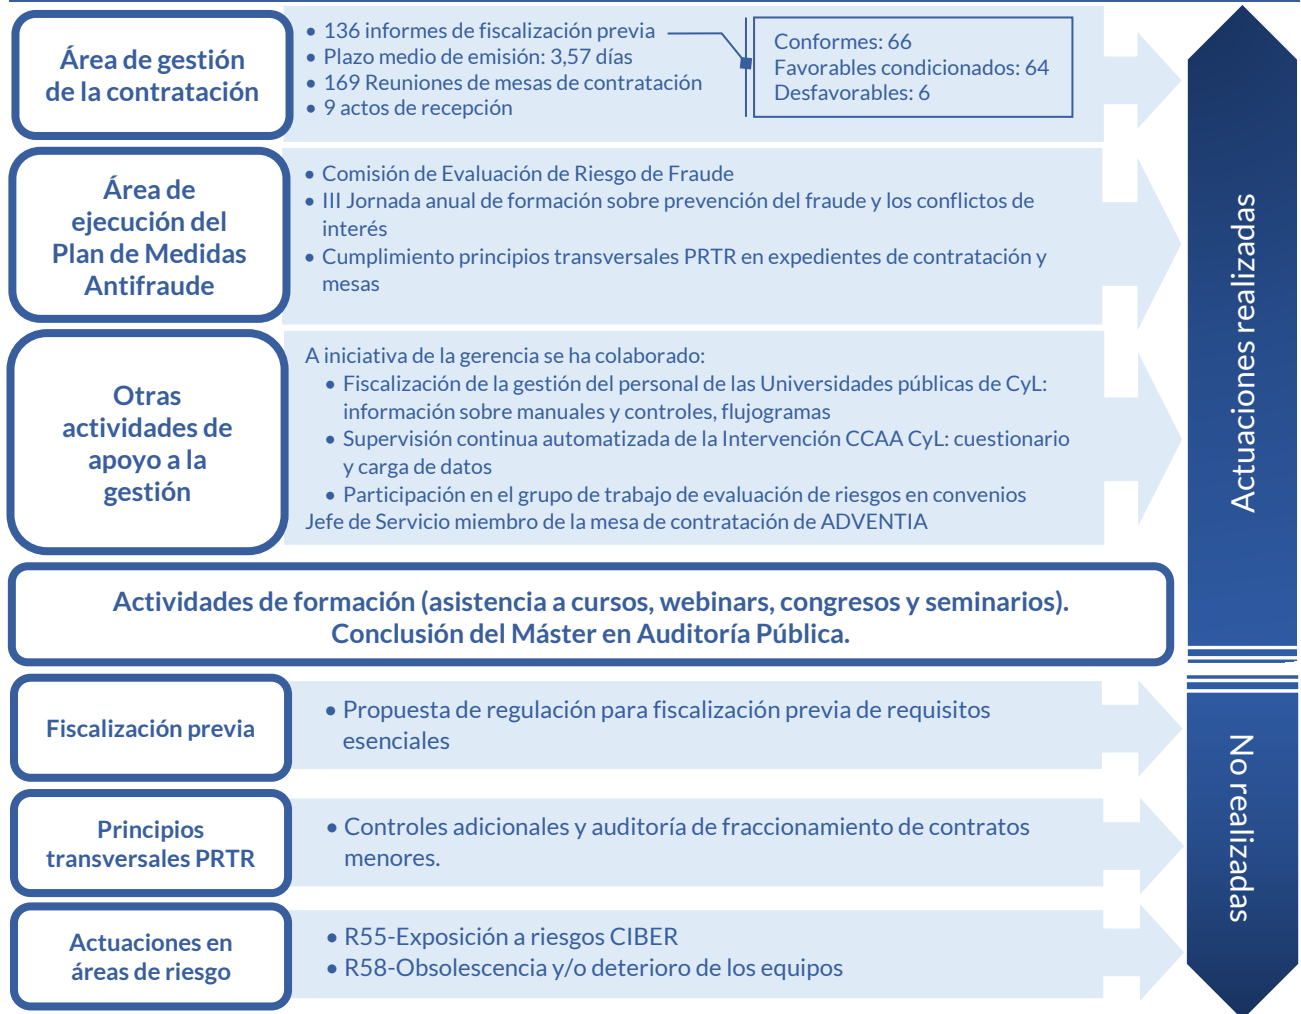 Área de gestión
de la contratación
• 136 informes de fiscalización previa
• Plazo medio de emisión: 3,57 días
• 169 Reuniones de mesas de contratación
• 9 actos de recepción
Conformes: 66
Favorables condicionados: 64
Desfavorables: 6
Área de
ejecución del
Plan de Medidas
Antifraude
• Comisión de Evaluación de Riesgo de Fraude
• III Jornada anual de formación sobre prevención del fraude y los conflictos de
interés
• Cumplimiento principios transversales PRTR en expedientes de contratación y
mesas
Otras
actividades de
apoyo a la
gestión
A iniciativa de la gerencia se ha colaborado:
• Fiscalización de la gestión del personal de las Universidades públicas de CyL:
información sobre manuales y controles, flujogramas
• Supervisión continua automatizada de la Intervención CCAA CyL: cuestionario
y carga de datos
• Participación en el grupo de trabajo de evaluación de riesgos en convenios
Jefe de Servicio miembro de la mesa de contratación de ADVENTIA
Actuaciones realizadas
Actividades de formación (asistencia a cursos, webinars, congresos y seminarios).
Conclusión del Máster en Auditoría Pública.
Fiscalización previa
• Propuesta de regulación para fiscalización previa de requisitos
esenciales
Principios
transversales PRTR
• Controles adicionales y auditoría de fraccionamiento de contratos
menores.
Actuaciones en
áreas de riesgo
• R55-Exposición a riesgos CIBER
• R58-Obsolescencia y/o deterioro de los equipos
No realizadas